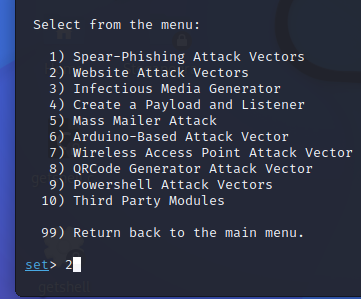 Select from the menu:
1) Spear-Phishing Attack Vectors
2) Website Attack Vectors
3) Infectious Media Generator
4) Create a Payload and Listener
5) Mass Mailer Attack
6) Arduino-Based Attack Vector
7) Wireless Access Point Attack Vector
8) QRCode Generator Attack Vector
9) Powershell Attack Vectors
10) Third Party Modules
99) Return back to the main menu.
set> 2
getshell